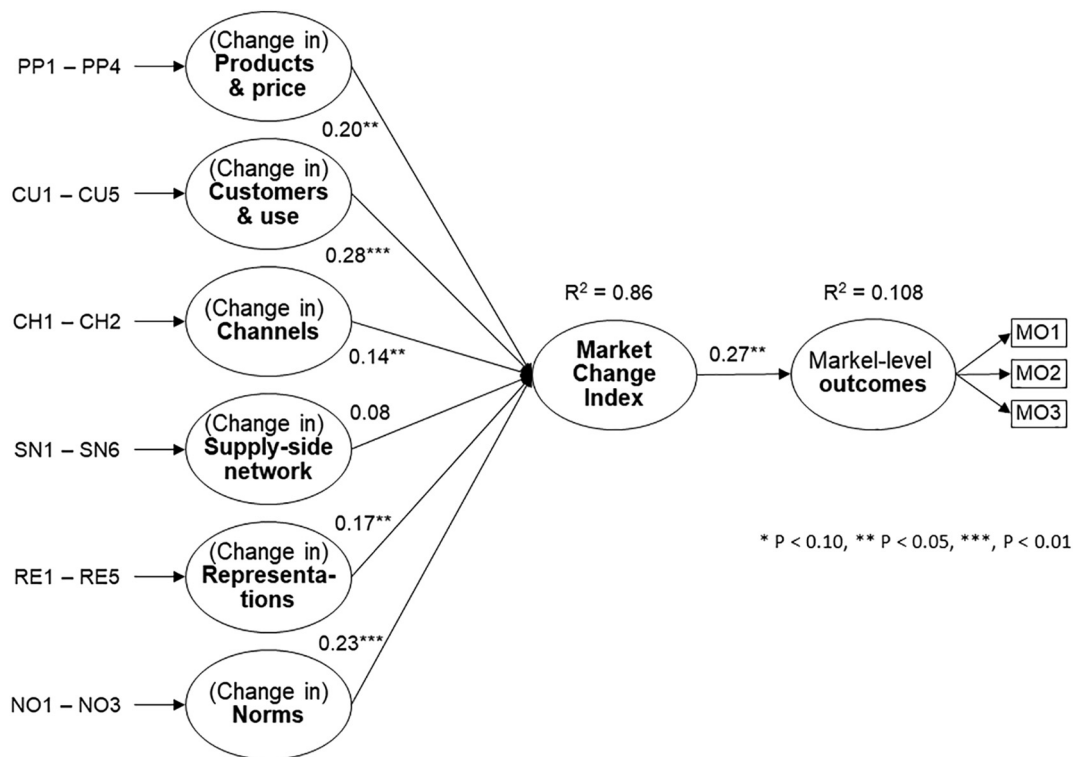 PP1 – PP4
(Change in)
Products
& price
0.20**
CU1 – CU5
(Change in)
Customers
& use
0.28***
CH1 – CH2
(Change in)
Channels
0.14**
SN1 – SN6
(Change in)
Supply-side
network
0.08
RE1 – RE5
(Change in)
Representa-
tions
0.17**
NO1 – NO3
(Change in)
Norms
0.23***
R² = 0.86
Market
Change
Index
0.27**
R² = 0.108
Markel-level
outcomes
MO1
MO2
MO3
* P < 0.10, ** P < 0.05, ***, P < 0.01